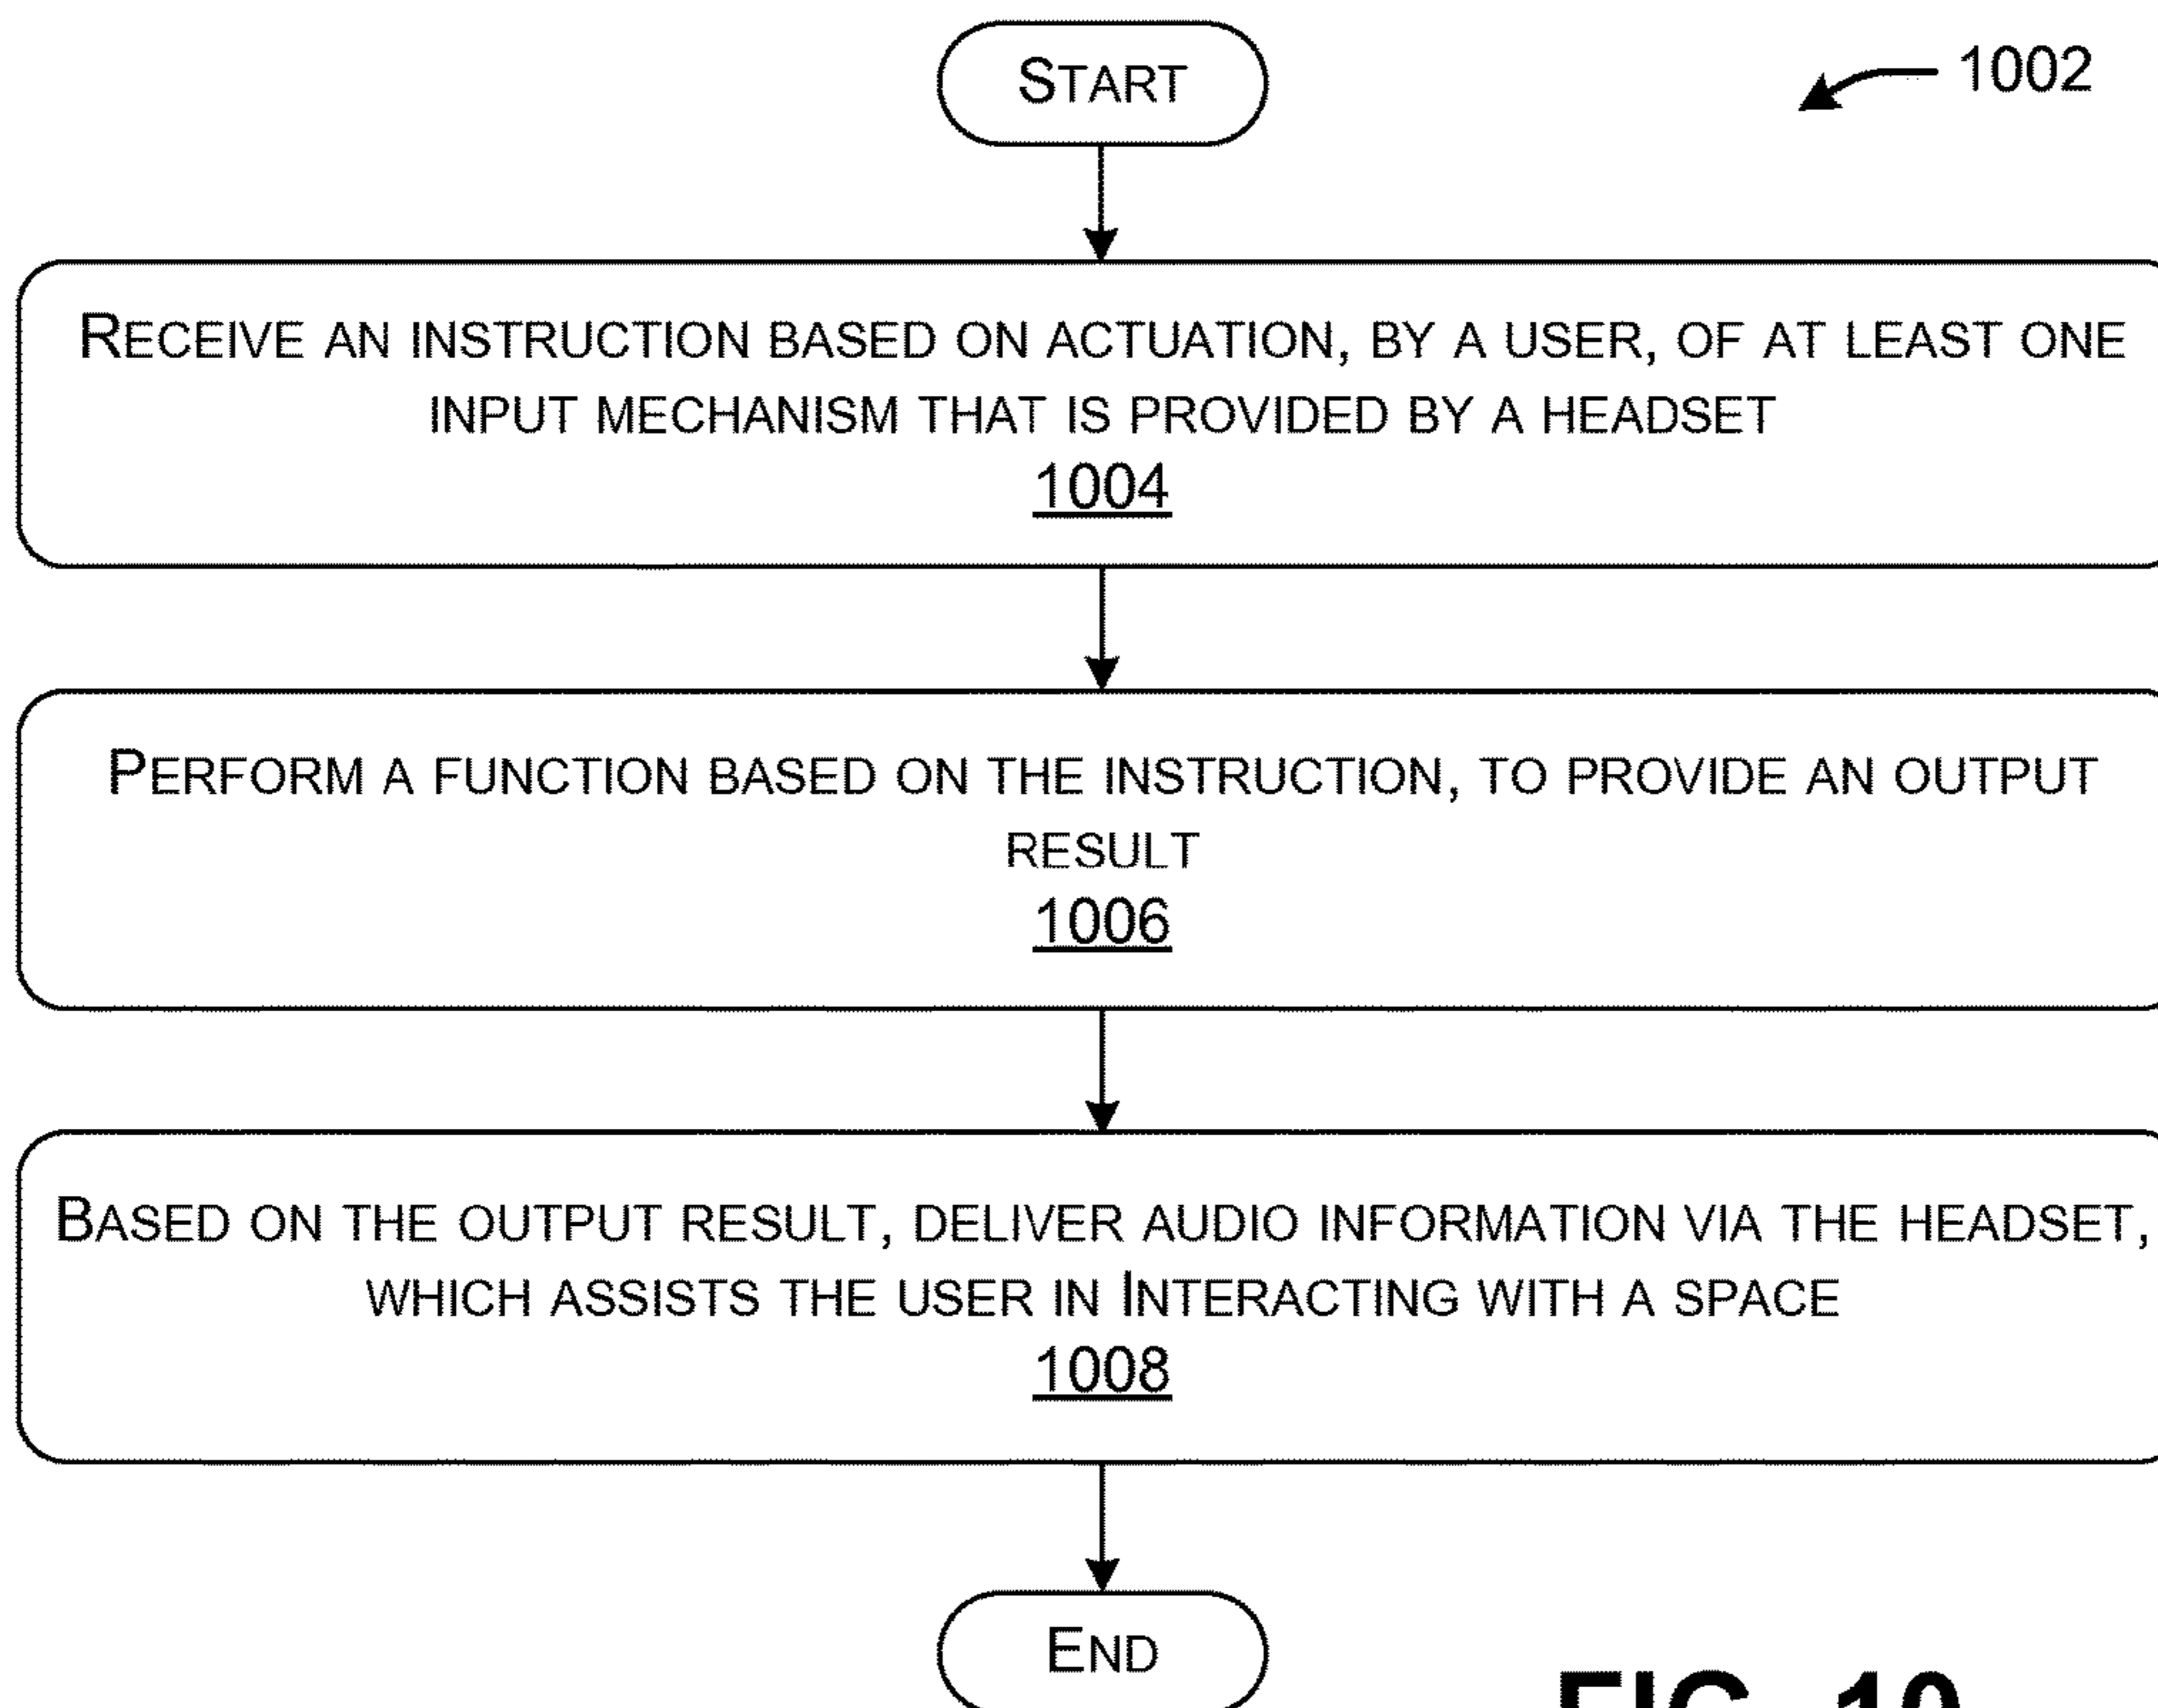 START
1002
RECEIVE AN INSTRUCTION BASED ON ACTUATION, BY A USER, OF AT LEAST ONE
INPUT MECHANISM THAT IS PROVIDED BY A HEADSET
1004
PERFORM A FUNCTION BASED ON THE INSTRUCTION, TO PROVIDE AN OUTPUT
RESULT
1006
BASED ON THE OUTPUT RESULT, DELIVER AUDIO INFORMATION VIA THE HEADSET,
WHICH ASSISTS THE USER IN INTERACTING WITH A SPACE
1008
END
FIG. 10